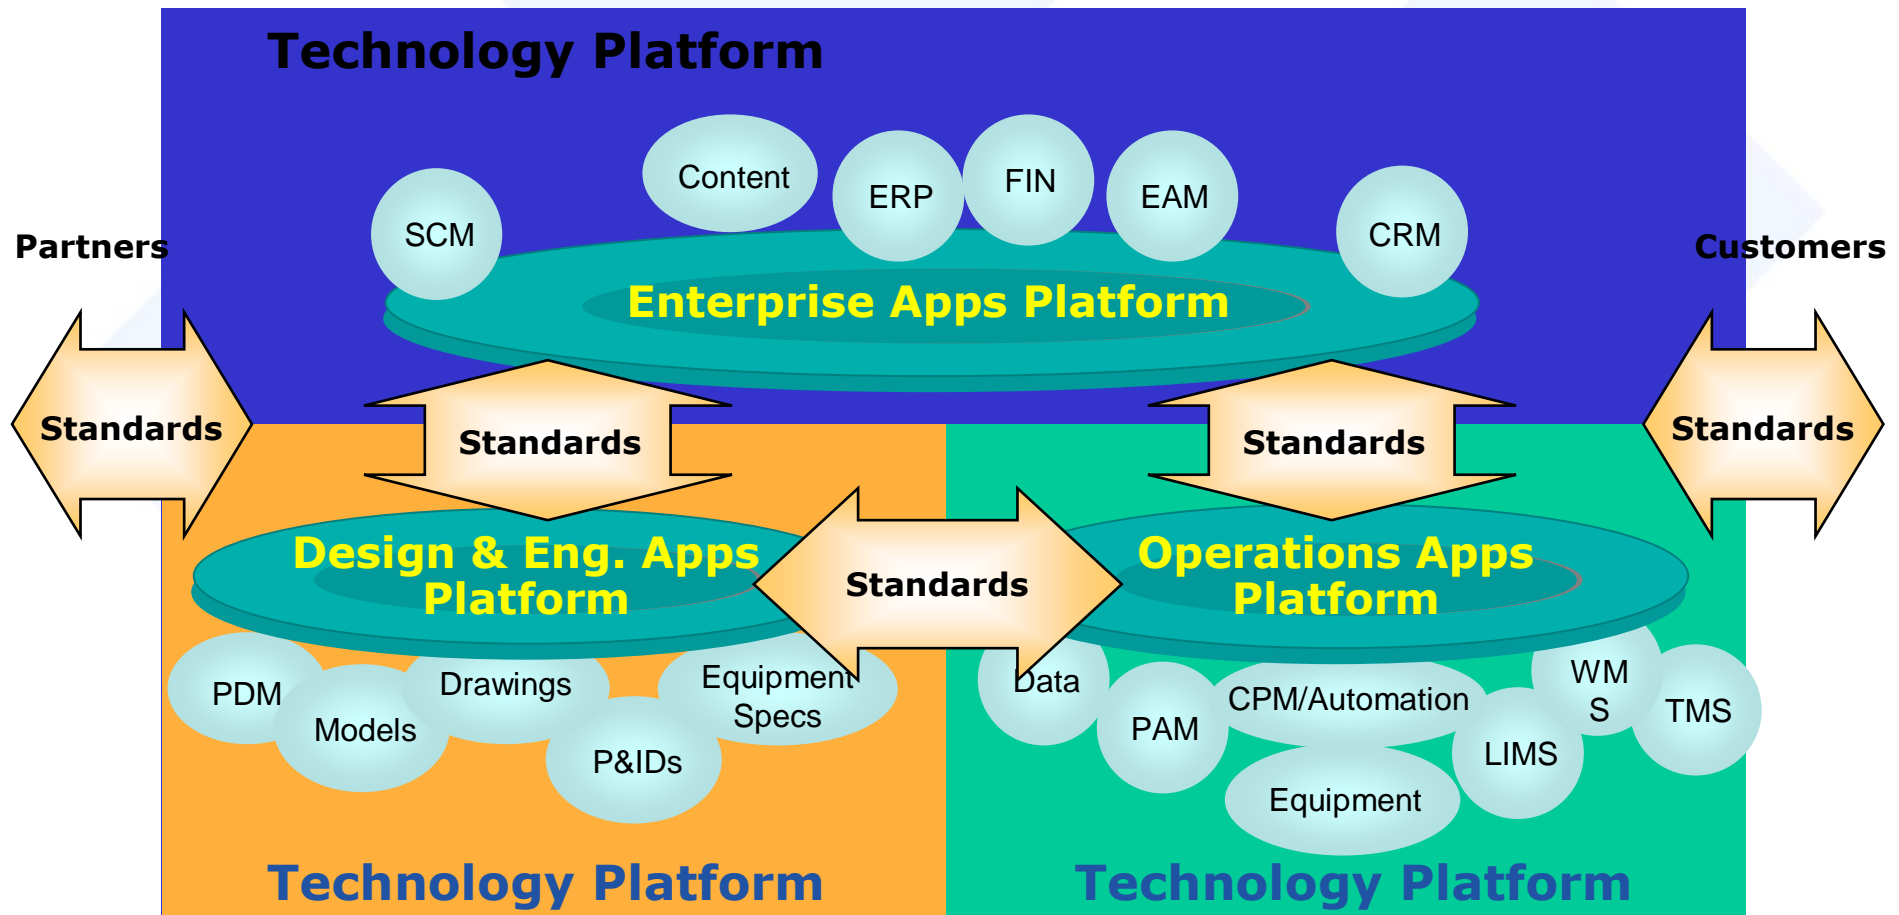 Technology Platform
Content
FIN
ERP
EAM
SCM
CRM
Partners
Customers
Enterprise Apps Platform
Standards
Standards
Standards
Standards
Design & Eng. Apps
Platform
Standards
Operations Apps
Platform
PDM
Models
Drawings
P&IDs
Equipment
Specs
Data
PAM
CPM/Automation
Equipment
LIMS
WM
S
TMS
Technology Platform
Technology Platform